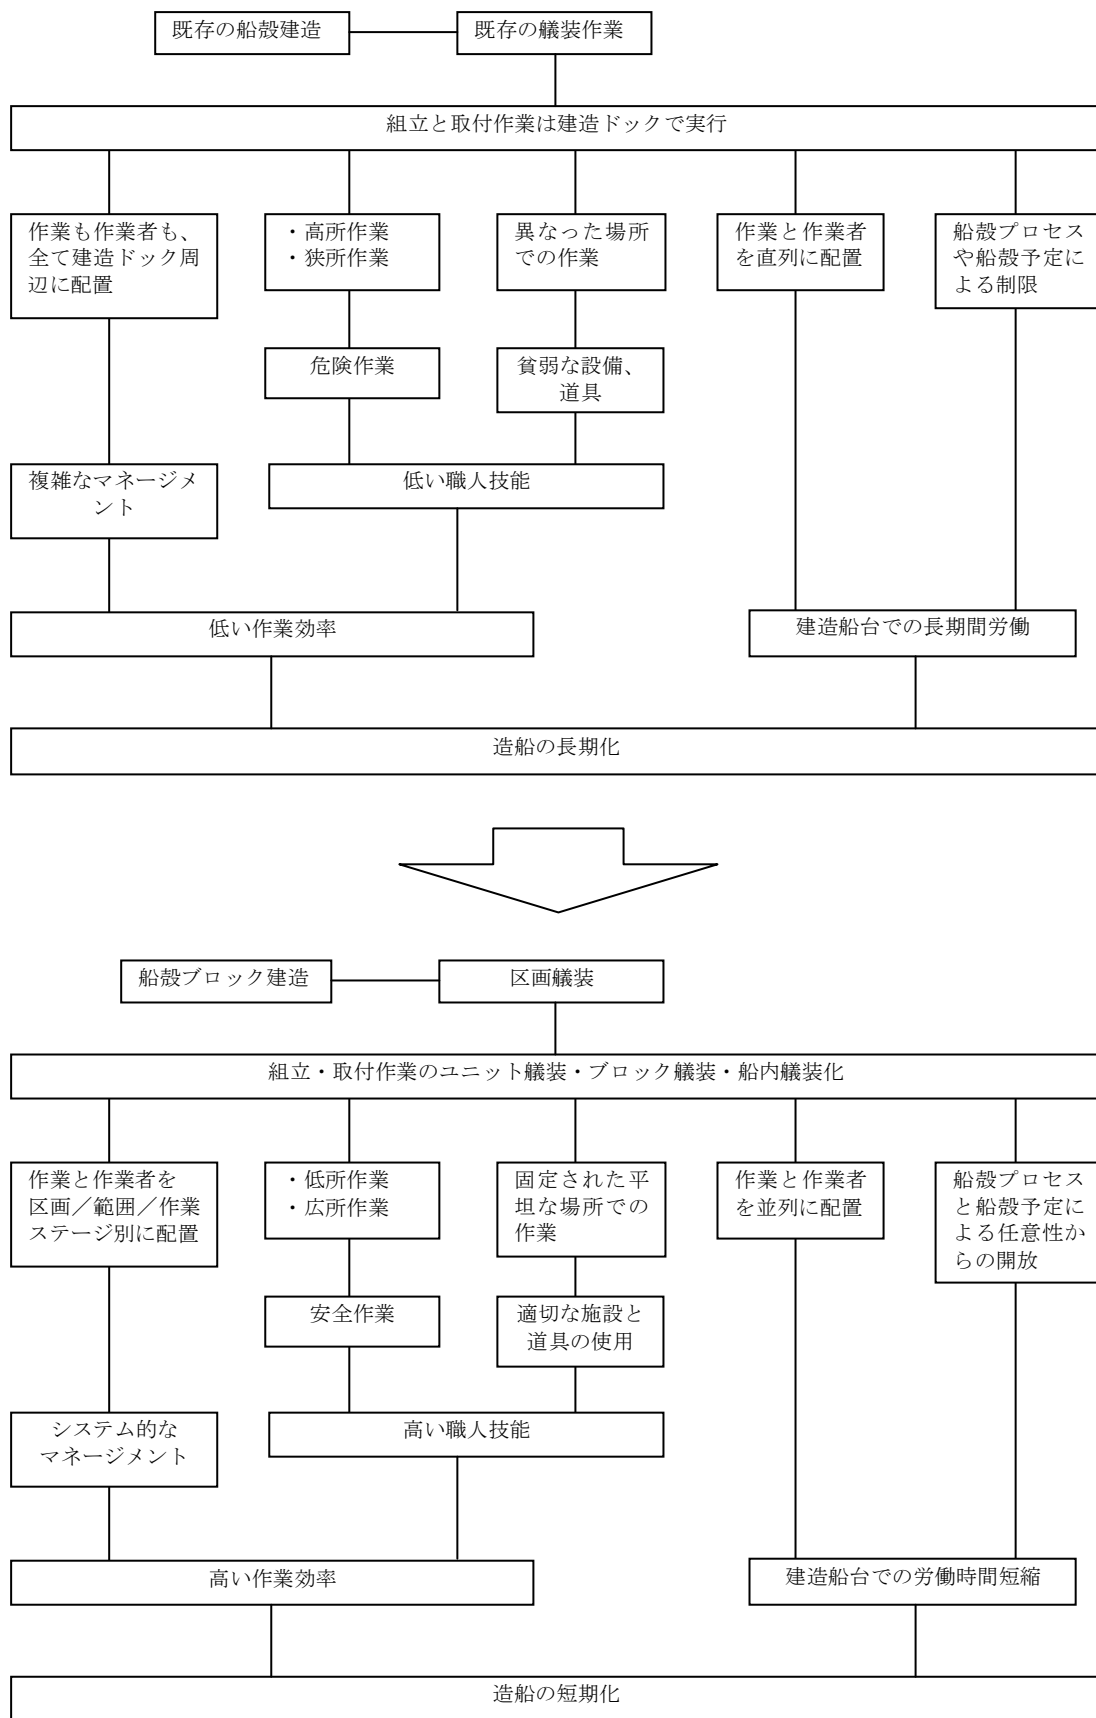 既存の船殻建造
既存の艤装作業
組立と取付作業は建造ドックで実行
作業も作業者も、
全て建造ドック周
辺に配置
・高所作業
・狭所作業
異なった場所
での作業
作業と作業者
を直列に配置
船殻プロセス
や船殻予定に
よる制限
危険作業
貧弱な設備、
道具
複雑なマネージメ
ント
低い職人技能
低い作業効率
建造船台での長期間労働
造船の長期化
船殻ブロック建造
区画艤装
組立・取付作業のユニット艤装・ブロック艤装・船内艤装化
作業と作業者を
区画／範囲／作業
ステージ別に配置
・低所作業
・広所作業
固定された平
坦な場所での
作業
作業と作業者
を並列に配置
船殻プロセス
と船殻予定に
よる任意性か
らの開放
安全作業
適切な施設と
道具の使用
システム的な
マネージメント
高い職人技能
高い作業効率
建造船台での労働時間短縮
造船の短期化